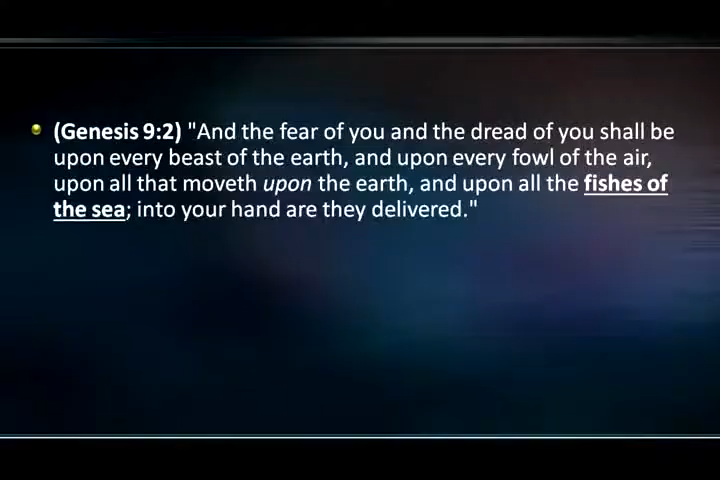 (Genesis 9:2) "And the fear of you and the dread of you shall be
upon every beast of the earth, and upon every fowl of the air,
upon all that moveth upon the earth, and upon all the fishes of
the sea; into your hand are they delivered."